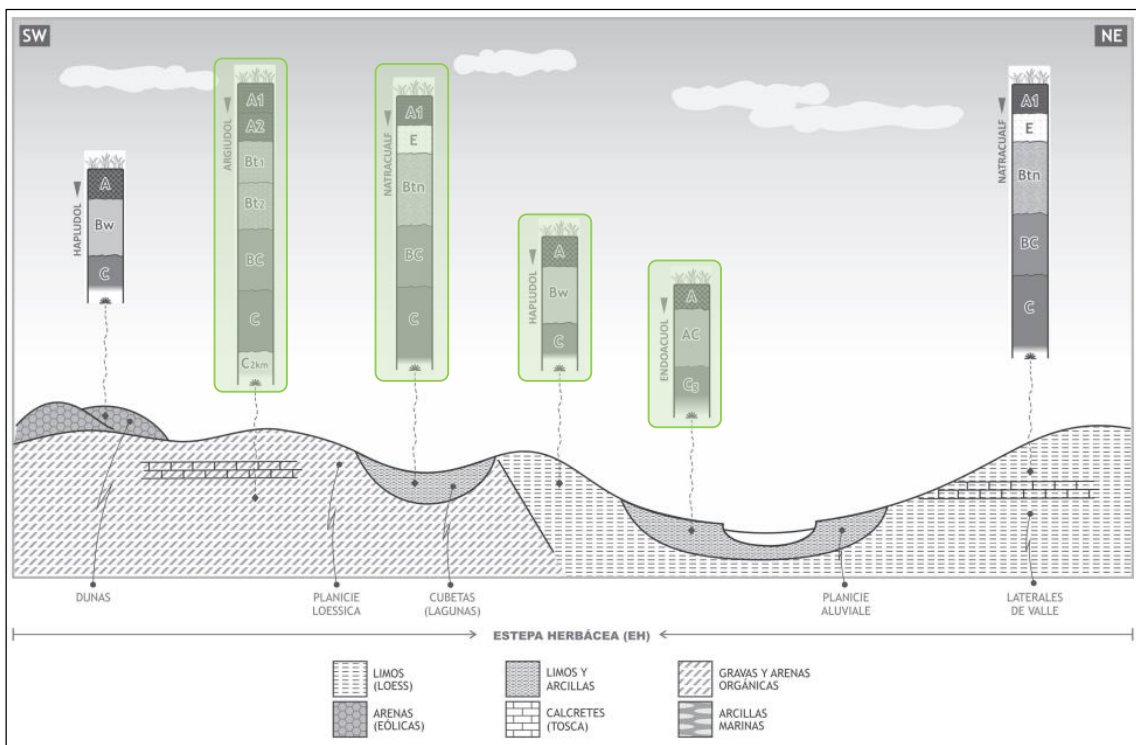 SW
NE
HAPLUDOL
A
Bw
C
ARGIUDOL
A1
A2
Bt1
Bt2
BC
C
C2km
NATRACUALF
A1
E
Btn
BC
C
HAPLUDOL
A
Bw
C
ENDOACUOL
A
AC
Cg
NATRACUALF
A1
E
Btn
BC
C
DUNAS
PLANICIE
LOESSICA
CUBETAS
(LAGUNAS)
PLANICIE
ALUVIALE
LATERALES
DE VALLE
ESTEPA HERBÁCEA (EH)
LIMOS
(LOESS)
LIMOS Y
ARCILLAS
GRAVAS Y ARENAS
ORGÁNICAS
ARENAS
(EÓLICAS)
CALCRETES
(TOSCA)
ARCILLAS
MARINAS